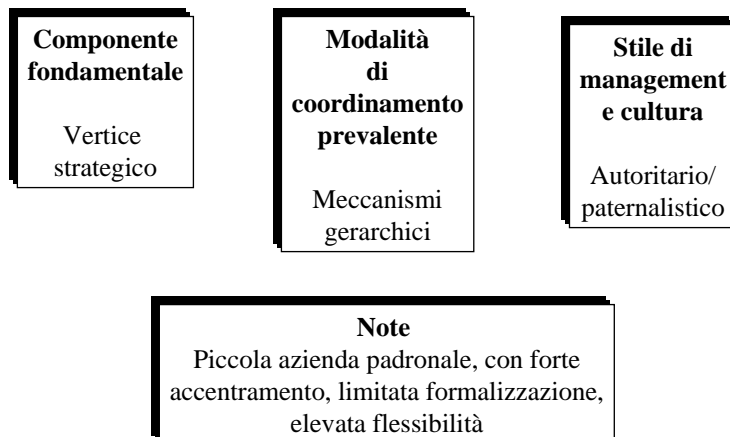 Componente
fondamentale
Vertice
strategico
Modalità
di
coordinamento
prevalente
Meccanismi
gerarchici
Stile di
management
e cultura
Autoritario/
paternalistico
Note
Piccola azienda padronale, con forte
accentramento, limitata formalizzazione,
elevata flessibilità